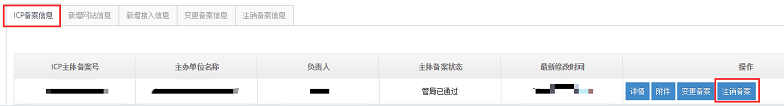 ICP备案信息 新增网站信息 新增接入信息 变更备案信息 注销备案信息
ICP主体备案号 主办单位名称 负责人 主体备案状态 最新修改时间 操作
管局已通过 详情 附件 变更备案 注销备案